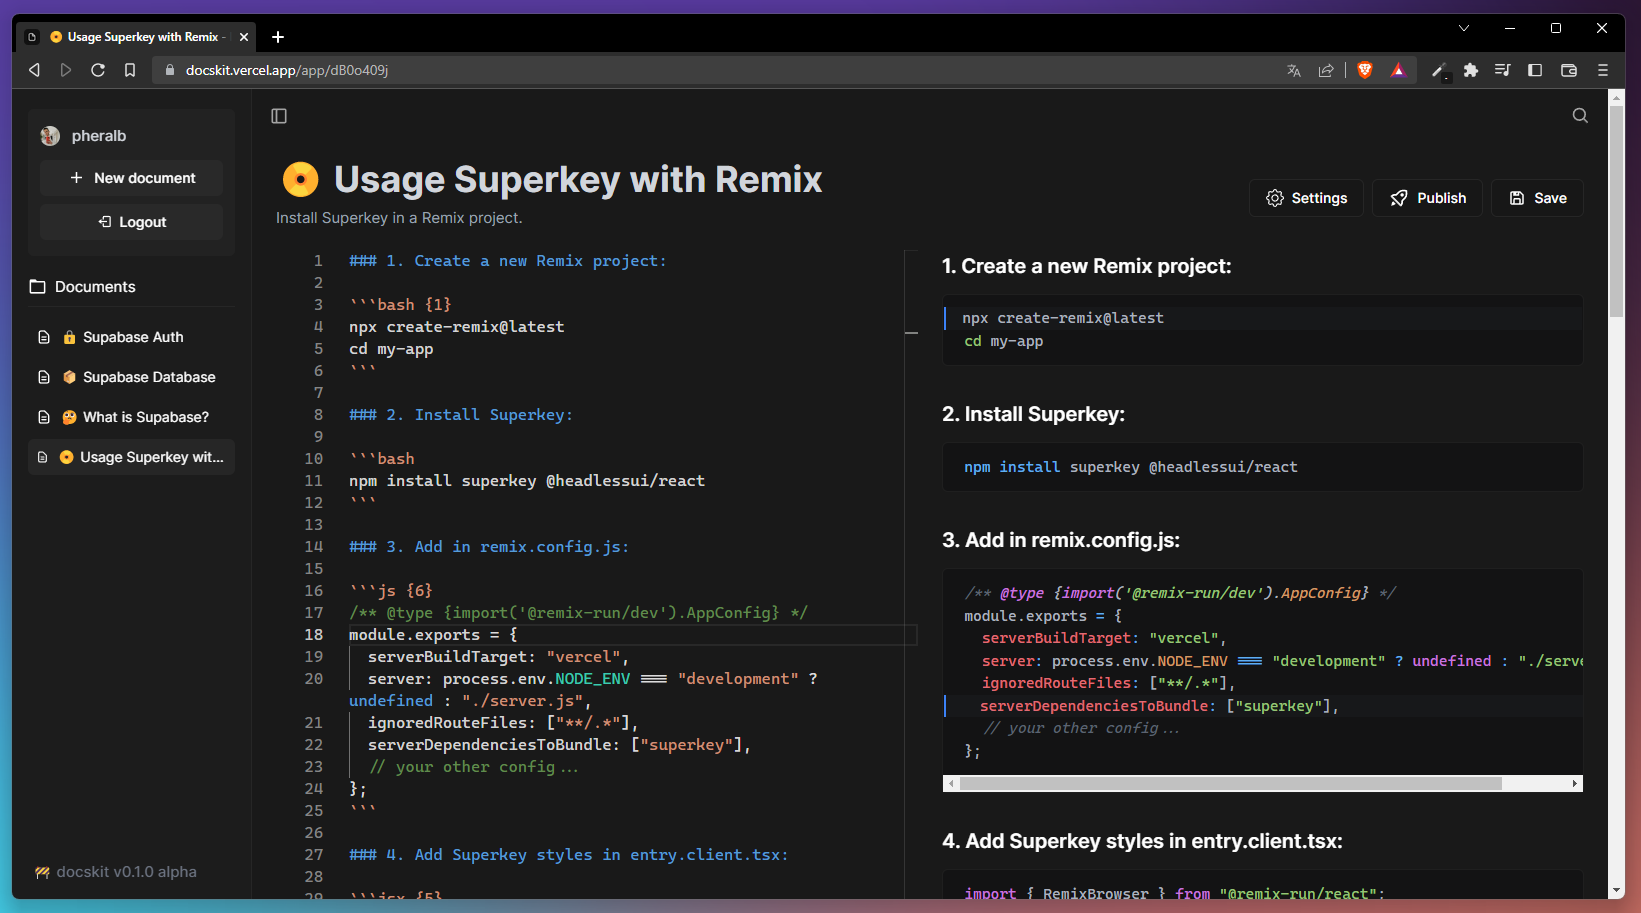 Usage Superkey with Remix -
docskit.vercel.app/app/dB0o409j
pheralb
New document
Logout
Documents
Supabase Auth
Supabase Database
What is Supabase?
Usage Superkey wit...
docskit v0.1.0 alpha
Usage Superkey with Remix
Install Superkey in a Remix project.
Settings
Publish
Save
1 ### 1. Create a new Remix project:
2
3 ```bash {1}
4 npx create-remix@latest
5 cd my-app
6 ```
7
8 ### 2. Install Superkey:
9
10 ```bash
11 npm install superkey @headlessui/react
12 ```
13
14 ### 3. Add in remix.config.js:
15
16 ```js {6}
17 /** @type {import('@remix-run/dev').AppConfig} */
18 module.exports = {
19 serverBuildTarget: "vercel",
20 server: process.env.NODE_ENV === "development" ?
undefined : "./server.js",
21 ignoredRouteFiles: ["**/.*"],
22 serverDependenciesToBundle: ["superkey"],
23 // your other config...
24 };
25 ```
26
27 ### 4. Add Superkey styles in entry.client.tsx:
28
29 ```jsx {5}
1. Create a new Remix project:
npx create-remix@latest
cd my-app
2. Install Superkey:
npm install superkey @headlessui/react
3. Add in remix.config.js:
/** @type {import('@remix-run/dev').AppConfig} */
module.exports = {
serverBuildTarget: "vercel",
server: process.env.NODE_ENV === "development" ? undefined : "./serve
ignoredRouteFiles: ["**/.*"],
serverDependenciesToBundle: ["superkey"],
// your other config...
};
4. Add Superkey styles in entry.client.tsx:
import { RemixBrowser } from "@remix-run/react";